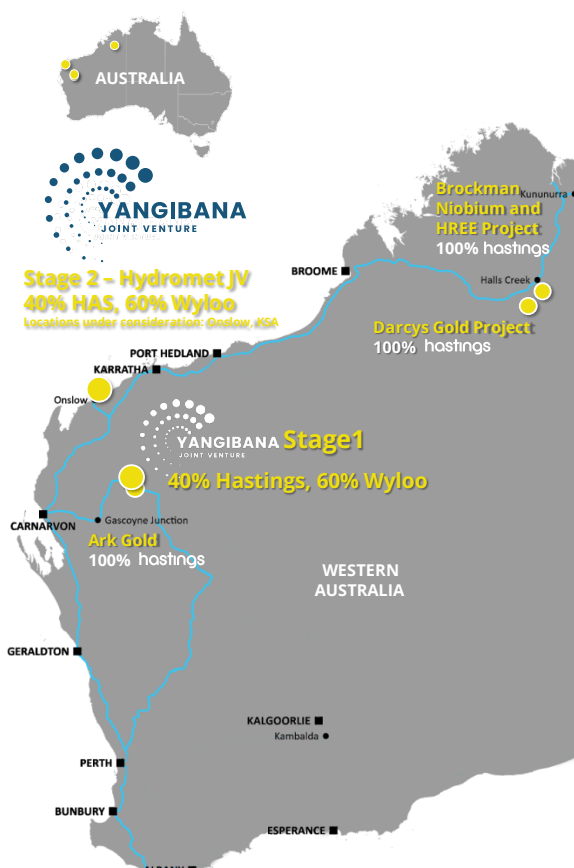 AUSTRALIA
YANGIBANA
JOINT VENTURE
Stage 2 – Hydromet JV
40% HAS, 60% Wyloo
Locations under consideration: Onslow, KSA
Brockman
Niobium and
HREE Project
100% hastings
Kununurra
BROOME
Halls Creek
Darcys Gold Project
100% hastings
PORT HEDLAND
KARRATHA
Onslow
YANGIBANA Stage1
JOINT VENTURE
40% Hastings, 60% Wyloo
CARNARVON
Gascoyne Junction
Ark Gold
100% hastings
WESTERN
AUSTRALIA
GERALDTON
KALGOORLIE
Kambalda
PERTH
BUNBURY
ESPERANCE
ALBANY